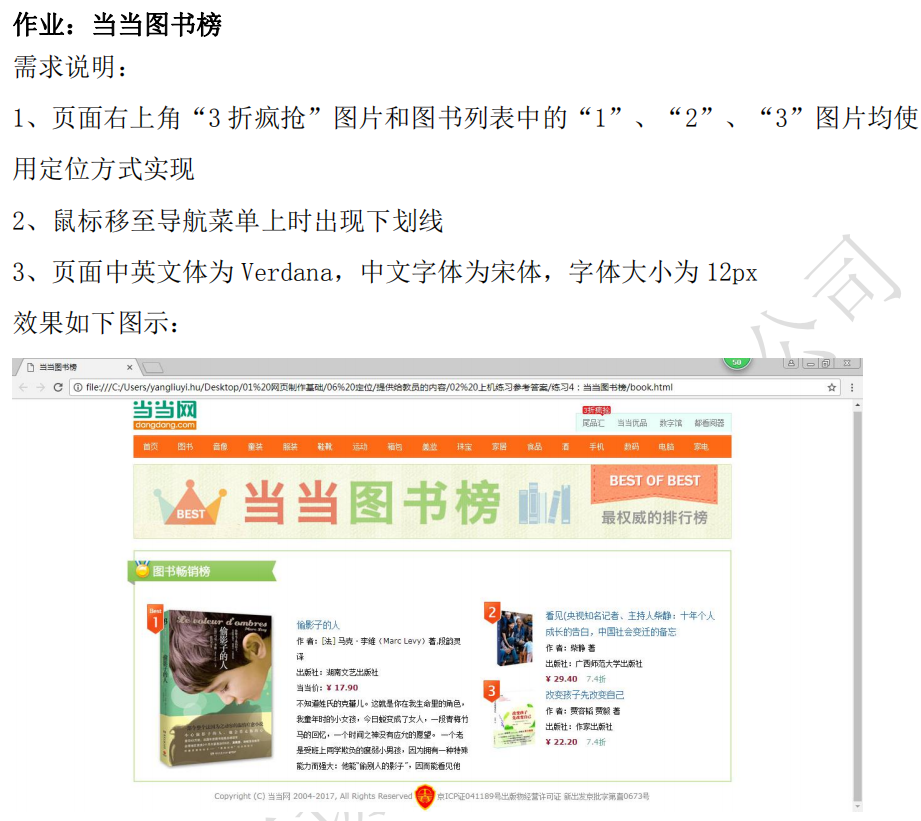 作业：当当图书榜
需求说明：
1、页面右上角“3 折疯抢”图片和图书列表中的“1”、“2”、“3”图片均使
用定位方式实现
2、鼠标移至导航菜单上时出现下划线
3、页面中英文体为 Verdana，中文字体为宋体，字体大小为 12px
效果如下图示：
当当图书榜
50
file:///C:/Users/yangliuyi.hu/Desktop/01%20网页制作基础/06%20定位/提供给教员的内容/02%20上机练习参考答案/练习4：当当图书榜/book.html
当当网
dangdang.com
3折疯抢
尾品汇 当当优品 数字馆 都看阅器
首页 图书 音像 童装 服装 鞋靴 运动 箱包 美妆 珠宝 家居 食品 酒 手机 数码 电脑 家电
BEST
当当图书榜
BEST OF BEST
最权威的排行榜
图书畅销榜
Best
1
Le voleur d'ombres
偷影子的人
偷影子的人
作 者：[法] 马克·李维（Marc Levy）著,段韵灵
译
出版社：湖南文艺出版社
当当价：¥ 17.90
不知道姓氏的克蕾儿。这就是你在我生命里的角色，
我童年时的小女孩，今日蜕变成了女人，一段青梅竹
马的回忆，一个时间之神没有应允的愿望。一个老
是受班上同学欺负的瘦弱小男孩，因为拥有一种特殊
能力而强大：他能“偷别人的影子”，因而能看见他
2
看见(央视知名记者、主持人柴静：十年个人
成长的告白，中国社会变迁的备忘
作 者：柴静 著
出版社：广西师范大学出版社
¥ 29.40 7.4折
3
改变孩子先改变自己
作 者：贾容韬 贾毅 著
出版社：作家出版社
¥ 22.20 7.4折
Copyright (C) 当当网 2004-2017, All Rights Reserved 京ICP证041189号出版物经营许可证 新出发京批字第直0673号
公司